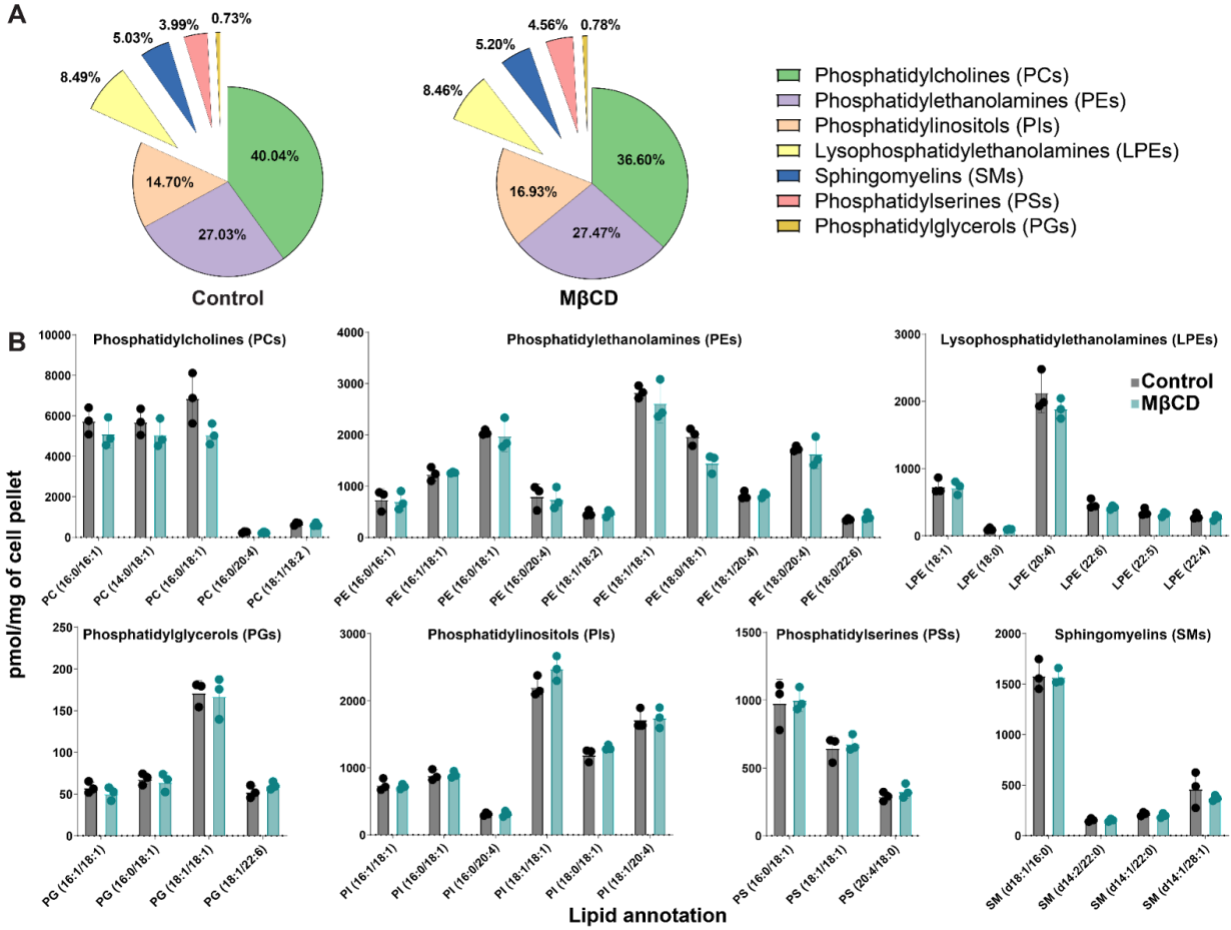 A
0.73%
3.99%
5.03%
8.49%
40.04%
14.70%
27.03%
Control
0.78%
4.56%
5.20%
8.46%
36.60%
16.93%
27.47%
MβCD
Phosphatidylcholines (PCs)
Phosphatidylethanolamines (PEs)
Phosphatidylinositols (PIs)
Lysophosphatidylethanolamines (LPEs)
Sphingomyelins (SMs)
Phosphatidylserines (PSs)
Phosphatidylglycerols (PGs)
B
pmol/mg of cell pellet
Phosphatidylcholines (PCs)
10000
8000
6000
4000
2000
0
PC (16:0/16:1)
PC (14:0/18:1)
PC (16:0/18:1)
PC (16:0/20:4)
PC (18:1/18:2 )
Phosphatidylethanolamines (PEs)
4000
3000
2000
1000
0
PE (16:0/16:1)
PE (16:1/18:1)
PE (16:0/18:1)
PE (16:0/20:4)
PE (18:1/18:2)
PE (18:1/18:1)
PE (18:0/18:1)
PE (18:1/20:4)
PE (18:0/20:4)
PE (18:0/22:6)
Lysophosphatidylethanolamines (LPEs)
Control
MβCD
3000
2000
1000
0
LPE (18:1)
LPE (18:0)
LPE (20:4)
LPE (22:6)
LPE (22:5)
LPE (22:4)
Phosphatidylglycerols (PGs)
250
200
150
100
50
0
PG (16:1/18:1)
PG (16:0/18:1)
PG (18:1/18:1)
PG (18:1/22:6)
Phosphatidylinositols (PIs)
3000
2000
1000
0
PI (16:1/18:1)
PI (16:0/18:1)
PI (16:0/20:4)
PI (18:1/18:1)
PI (18:0/18:1)
PI (18:1/20:4)
Phosphatidylserines (PSs)
1500
1000
500
0
PS (16:0/18:1)
PS (18:1/18:1)
PS (20:4/18:0)
Sphingomyelins (SMs)
2000
1500
1000
500
0
SM (d18:1/16:0)
SM (d14:2/22:0)
SM (d14:1/22:0)
SM (d14:1/28:1)
Lipid annotation